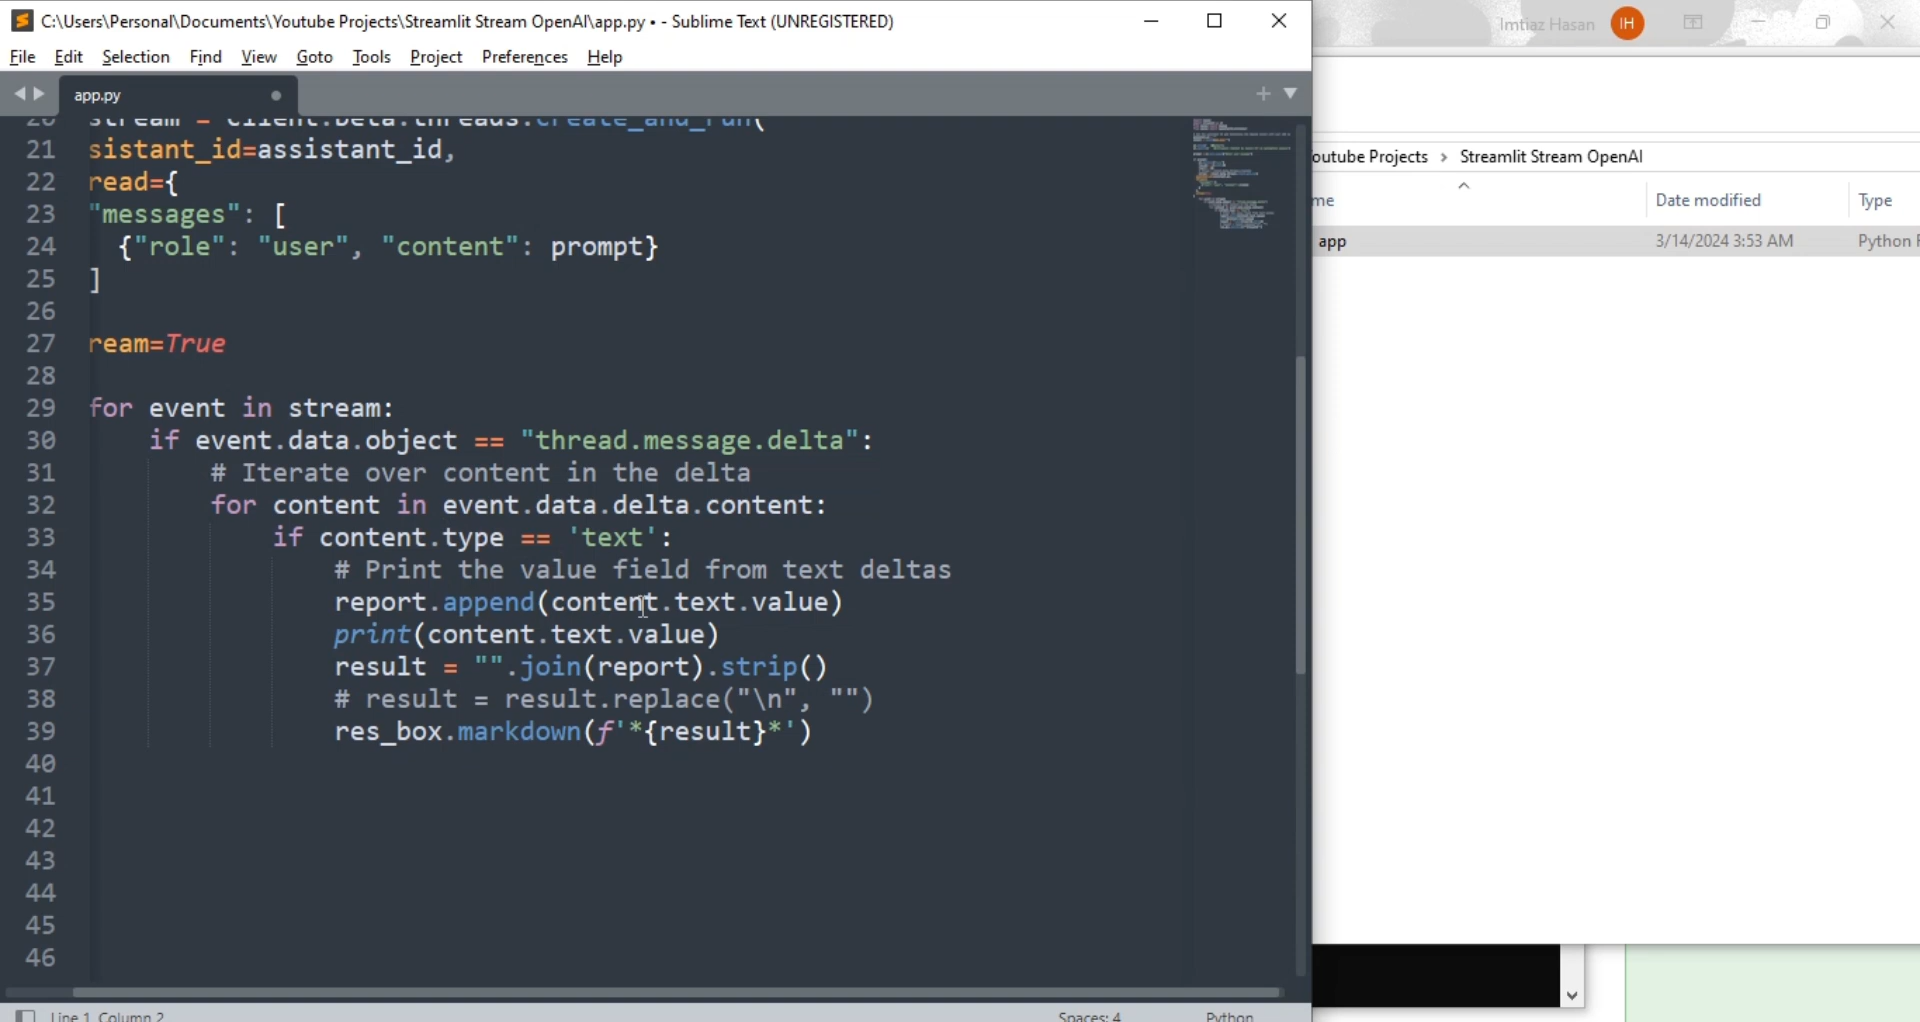 C:\Users\Personal\Documents\Youtube Projects\Streamlit Stream OpenAI\app.py • - Sublime Text (UNREGISTERED)
Imtiaz Hasan
IH
File Edit Selection Find View Goto Tools Project Preferences Help
app.py
20 stream = client.beta.threads.create_and_run(
21 sistant_id=assistant_id,
22 read={
23 "messages": [
24 {"role": "user", "content": prompt}
25 ]
26
27 ream=True
28
29 for event in stream:
30 if event.data.object == "thread.message.delta":
31 # Iterate over content in the delta
32 for content in event.data.delta.content:
33 if content.type == 'text':
34 # Print the value field from text deltas
35 report.append(content.text.value)
36 print(content.text.value)
37 result = "".join(report).strip()
38 # result = result.replace("\n", "")
39 res_box.markdown(f'*{result}*')
40
41
42
43
44
45
46
Line 1, Column 2
Spaces: 4
Python
outube Projects > Streamlit Stream OpenAI
me
Date modified
Type
app
3/14/2024 3:53 AM
Python F